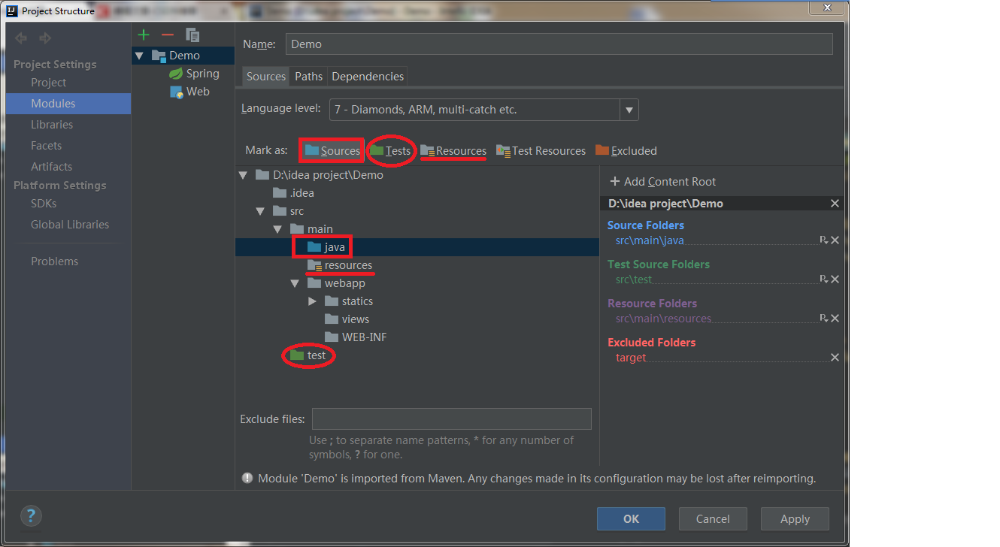 Project Structure
Project Settings
Project
Modules
Libraries
Facets
Artifacts
Platform Settings
SDKs
Global Libraries
Problems
Demo
Spring
Web
Name: Demo
Sources Paths Dependencies
Language level: 7 - Diamonds, ARM, multi-catch etc.
Mark as: Sources Tests Resources Test Resources Excluded
D:\idea project\Demo
.idea
src
main
java
resources
webapp
statics
views
WEB-INF
test
+ Add Content Root
D:\idea project\Demo
Source Folders
src\main\java
Test Source Folders
src\test
Resource Folders
src\main\resources
Excluded Folders
target
Exclude files:
Use ; to separate name patterns, * for any number of
symbols, ? for one.
Module 'Demo' is imported from Maven. Any changes made in its configuration may be lost after reimporting.
? OK Cancel Apply